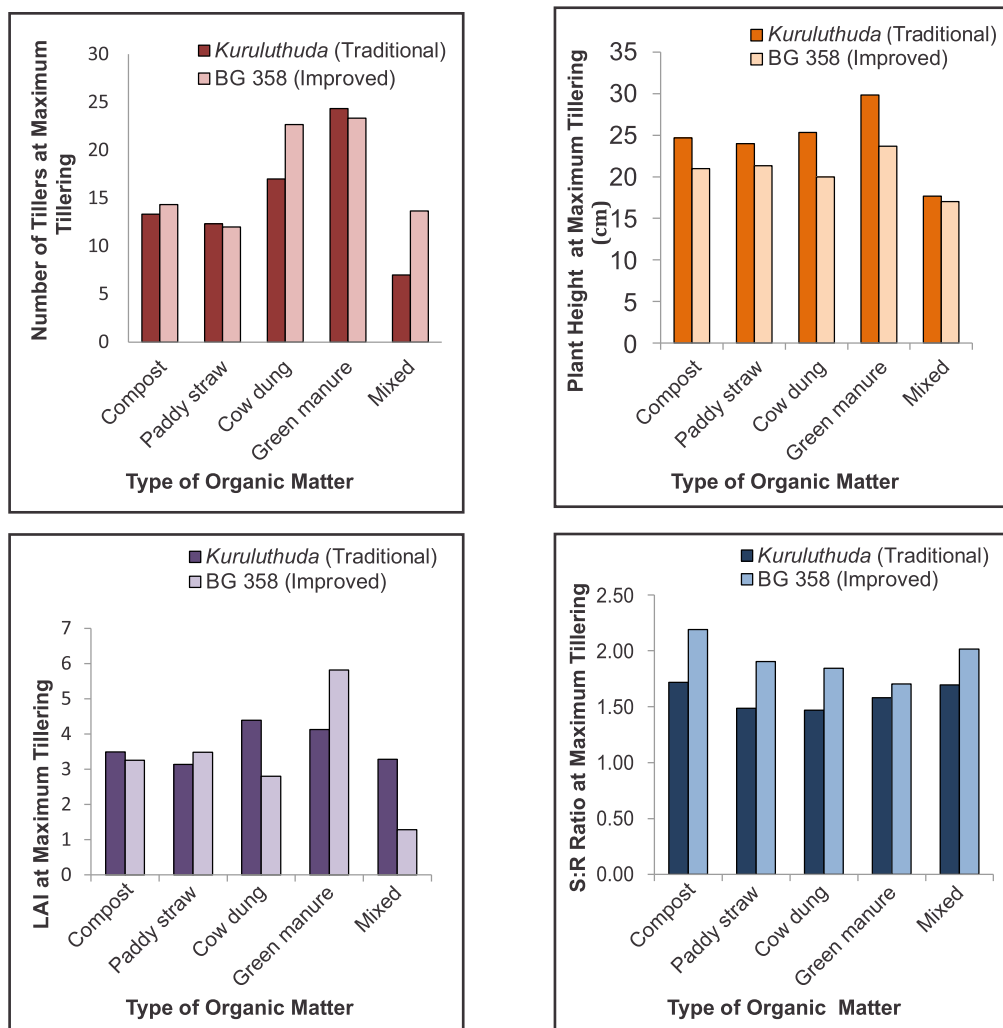 Kuruluthuda (Traditional)
BG 358 (Improved)
Number of Tillers at Maximum
Tillering
30
25
20
15
10
5
0
Compost
Paddy straw
Cow dung
Green manure
Mixed
Type of Organic Matter
Kuruluthuda (Traditional)
BG 358 (Improved)
Plant Height at Maximum Tillering
(cm)
35
30
25
20
15
10
5
0
Compost
Paddy straw
Cow dung
Green manure
Mixed
Type of Organic Matter
Kuruluthuda (Traditional)
BG 358 (Improved)
LAI at Maximum Tillering
7
6
5
4
3
2
1
0
Compost
Paddy straw
Cow dung
Green manure
Mixed
Type of Organic Matter
Kuruluthuda (Traditional)
BG 358 (Improved)
S:R Ratio at Maximum Tillering
2.50
2.00
1.50
1.00
0.50
0.00
Compost
Paddy straw
Cow dung
Green manure
Mixed
Type of Organic Matter